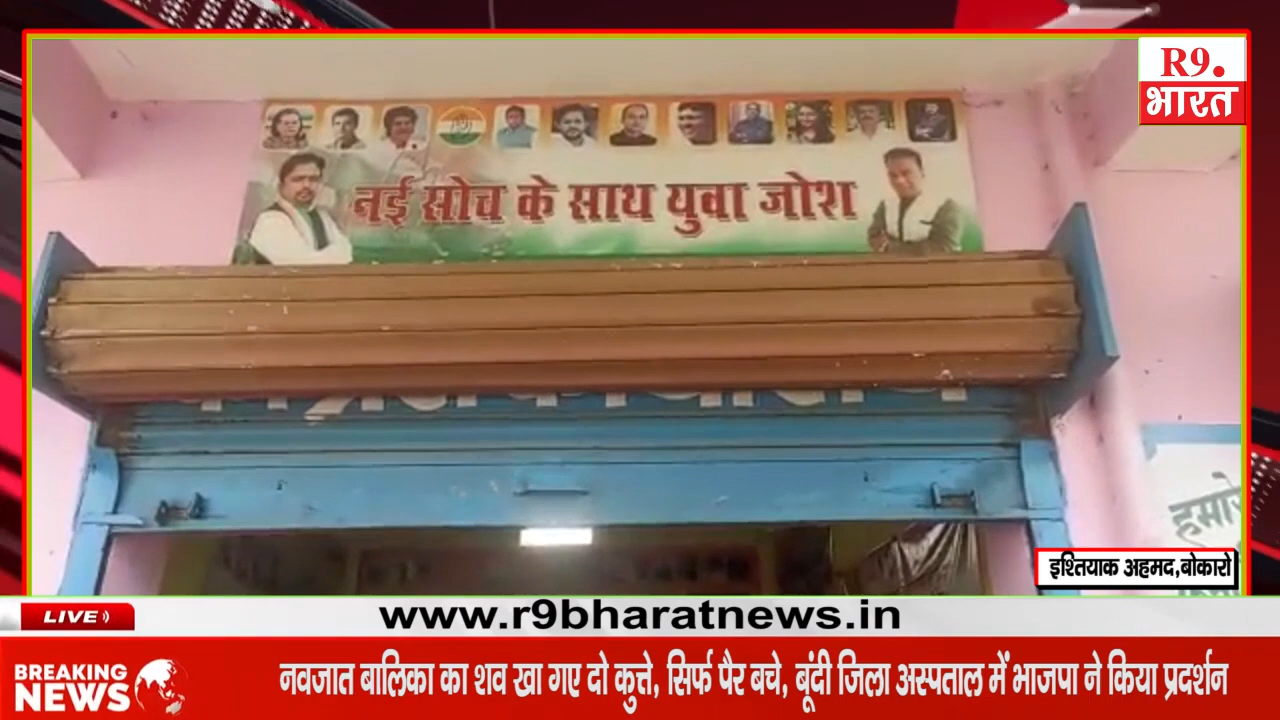 R9.
भारत
नई सोच के साथ युवा जोश
हमारे
इश्तियाक अहमद,बोकारो
LIVE
www.r9bharatnews.in
BREAKING
NEWS
नवजात बालिका का शव खा गए दो कुत्ते, सिर्फ पैर बचे, बूंदी जिला अस्पताल में भाजपा ने किया प्रदर्शन